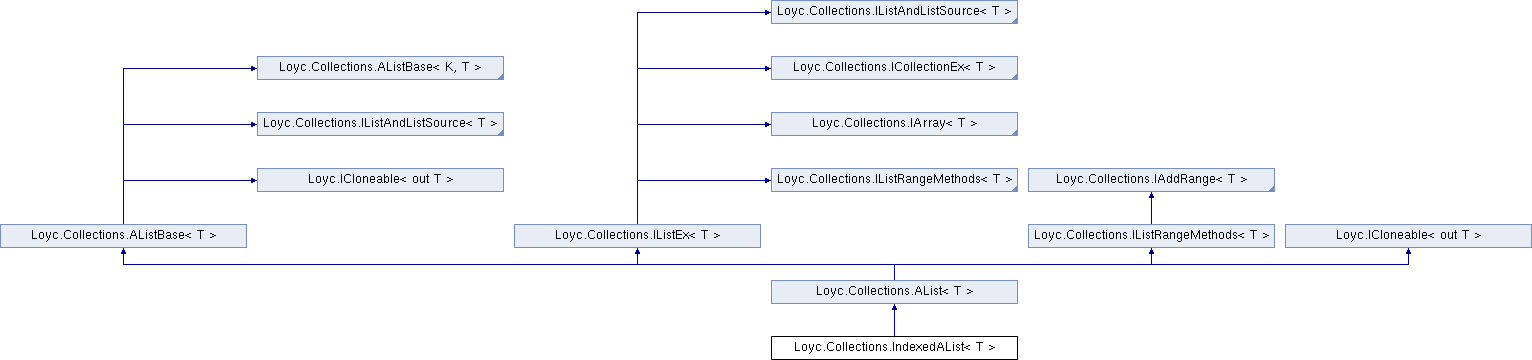 Loyc.Collections.IListAndListSource< T >
Loyc.Collections.AListBase< K, T >
Loyc.Collections.ICollectionEx< T >
Loyc.Collections.IListAndListSource< T >
Loyc.Collections.IArray< T >
Loyc.ICloneable< out T >
Loyc.Collections.IListRangeMethods< T >
Loyc.Collections.IAddRange< T >
Loyc.Collections.AListBase< T >
Loyc.Collections.IListEx< T >
Loyc.Collections.IListRangeMethods< T >
Loyc.ICloneable< out T >
Loyc.Collections.AList< T >
Loyc.Collections.IndexedAList< T >